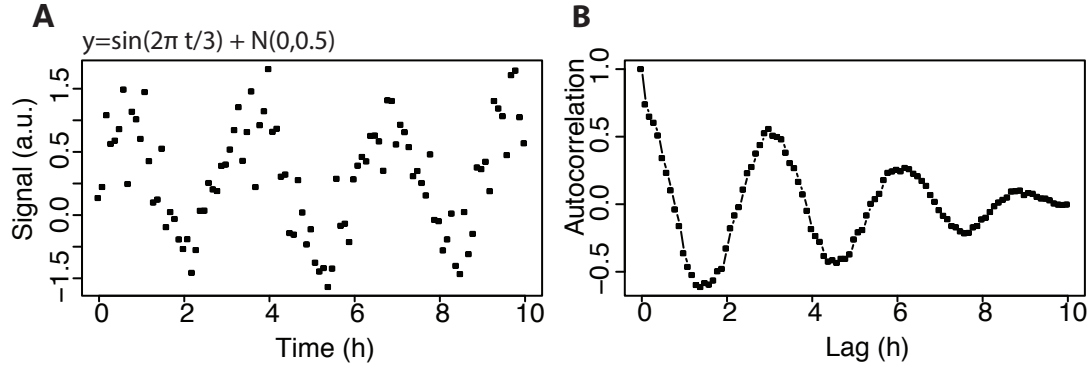 A
y=sin(2π t/3) + N(0,0.5)
Signal (a.u.)
1.5
0.5
0.0
−1.5
0 2 4 6 8 10
Time (h)
B
Autocorrelation
1.0
0.5
0.0
−0.5
0 2 4 6 8 10
Lag (h)